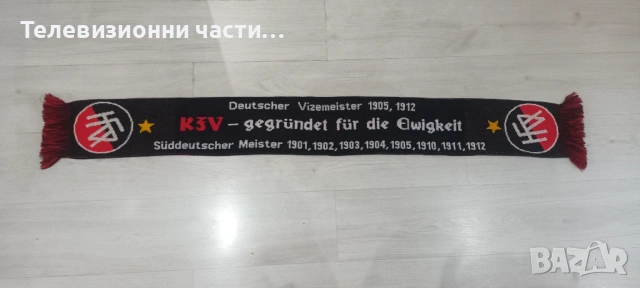 Телевизионни части...
Deutscher Vizemeister 1905, 1912
KFV – gegründet für die Ewigkeit
Süddeutscher Meister 1901, 1902, 1903, 1904, 1905, 1910, 1911, 1912
BAZAR